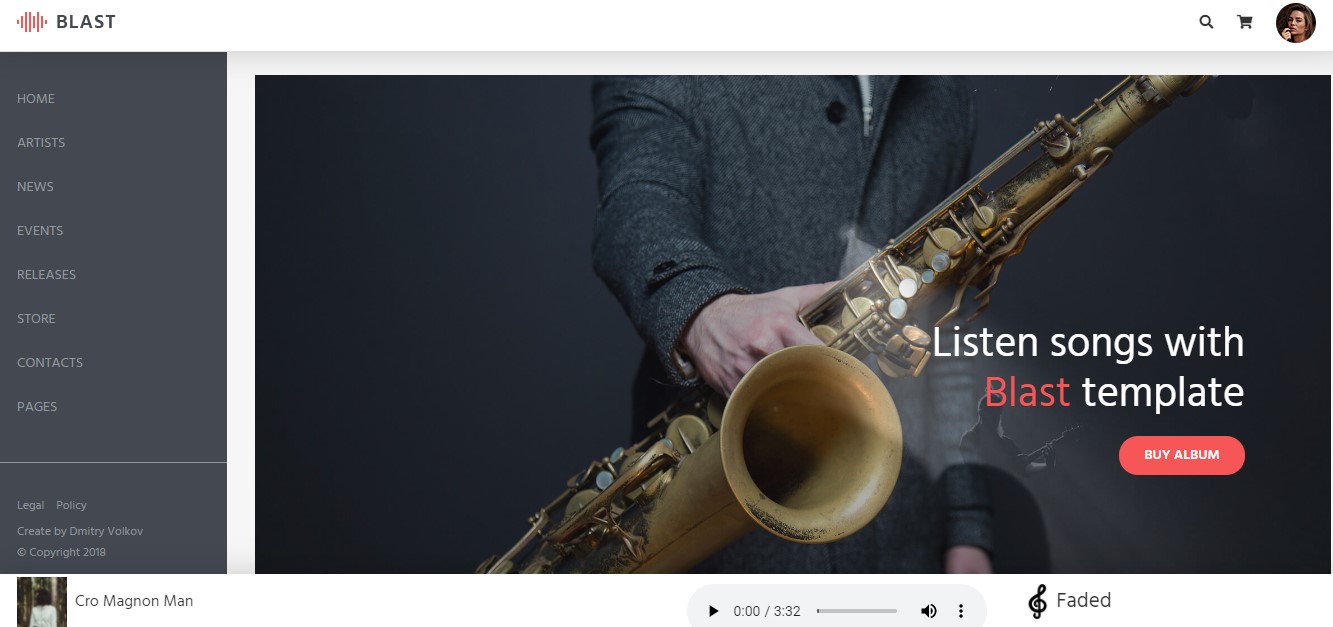 BLAST
HOME
ARTISTS
NEWS
EVENTS
RELEASES
STORE
CONTACTS
PAGES
Legal Policy
Create by Dmitry Volkov
© Copyright 2018
Listen songs with
Blast template
BUY ALBUM
Cro Magnon Man
0:00 / 3:32
Faded